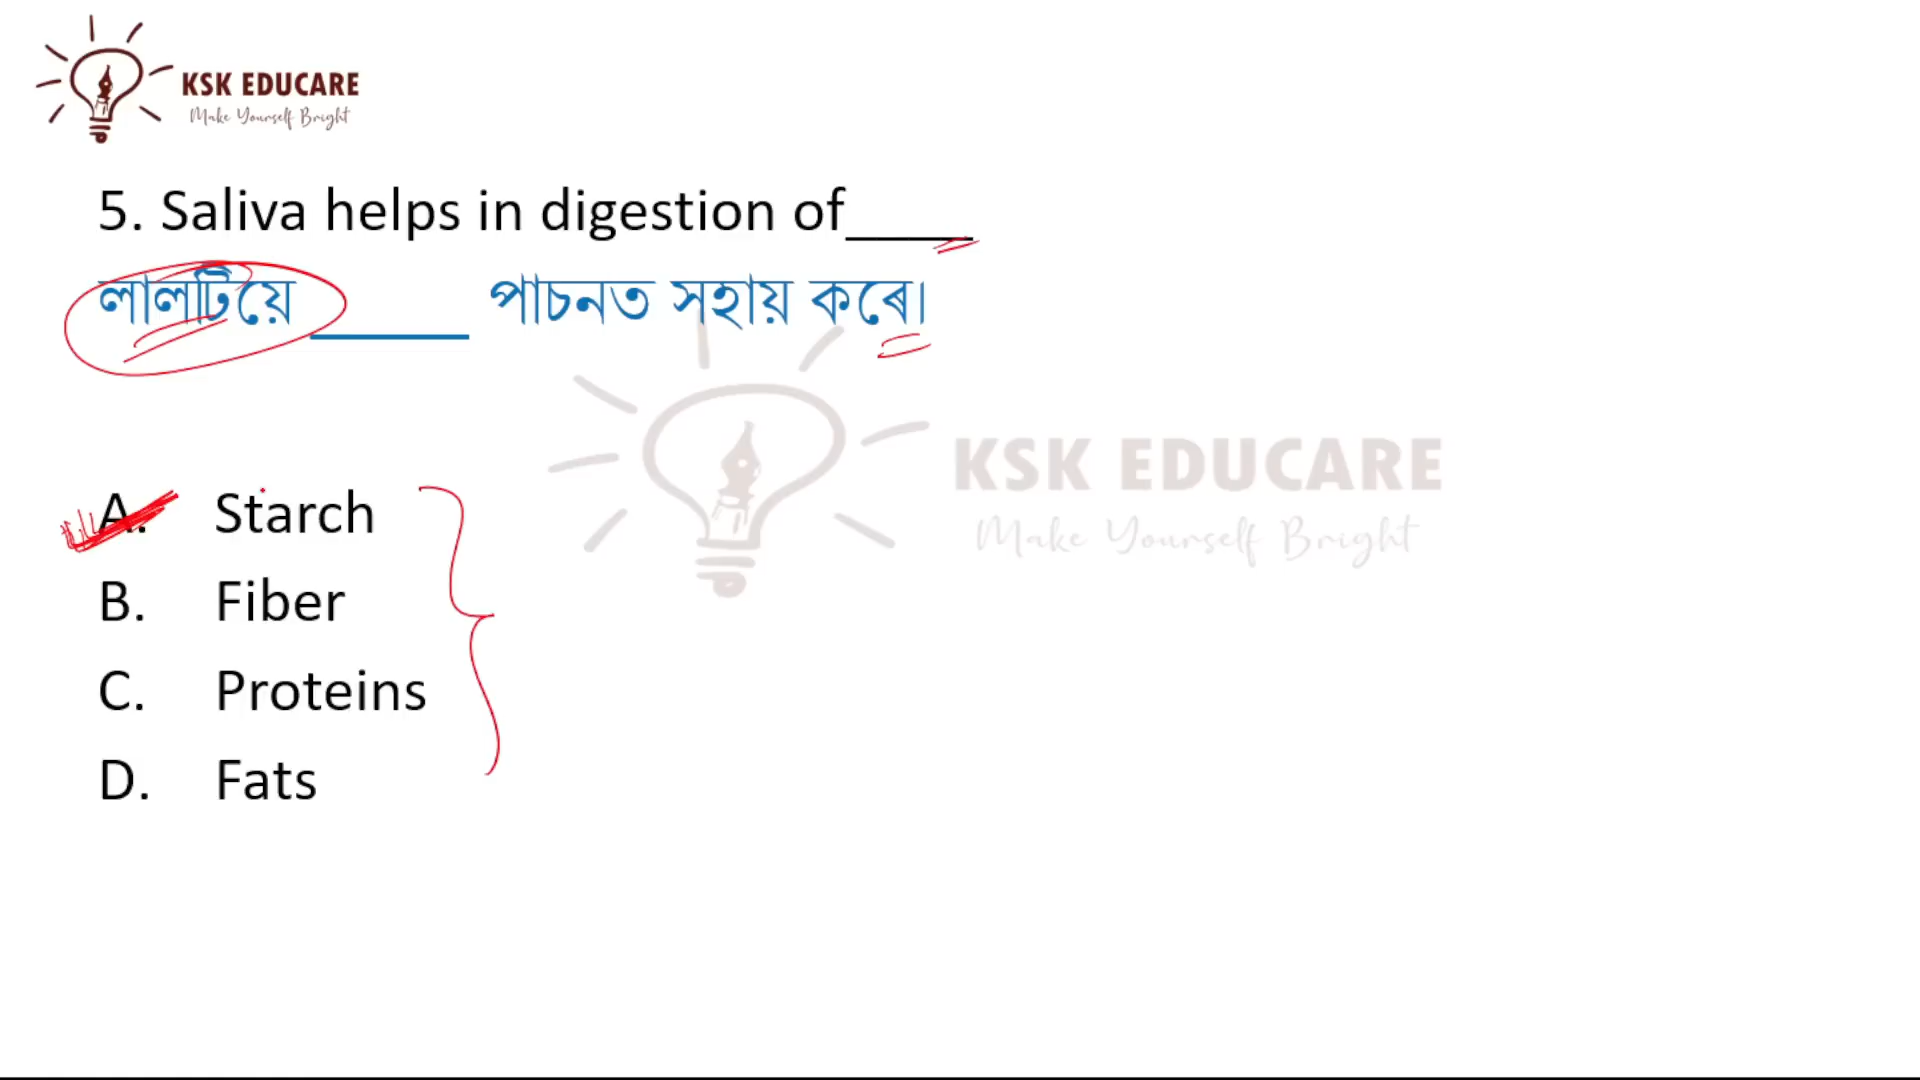 KSK EDUCARE
Make Yourself Bright
5. Saliva helps in digestion of____
লালটিয়ে _____ পাচনত সহায় কৰে।
KSK EDUCARE
Make Yourself Bright
A. Starch
B. Fiber
C. Proteins
D. Fats